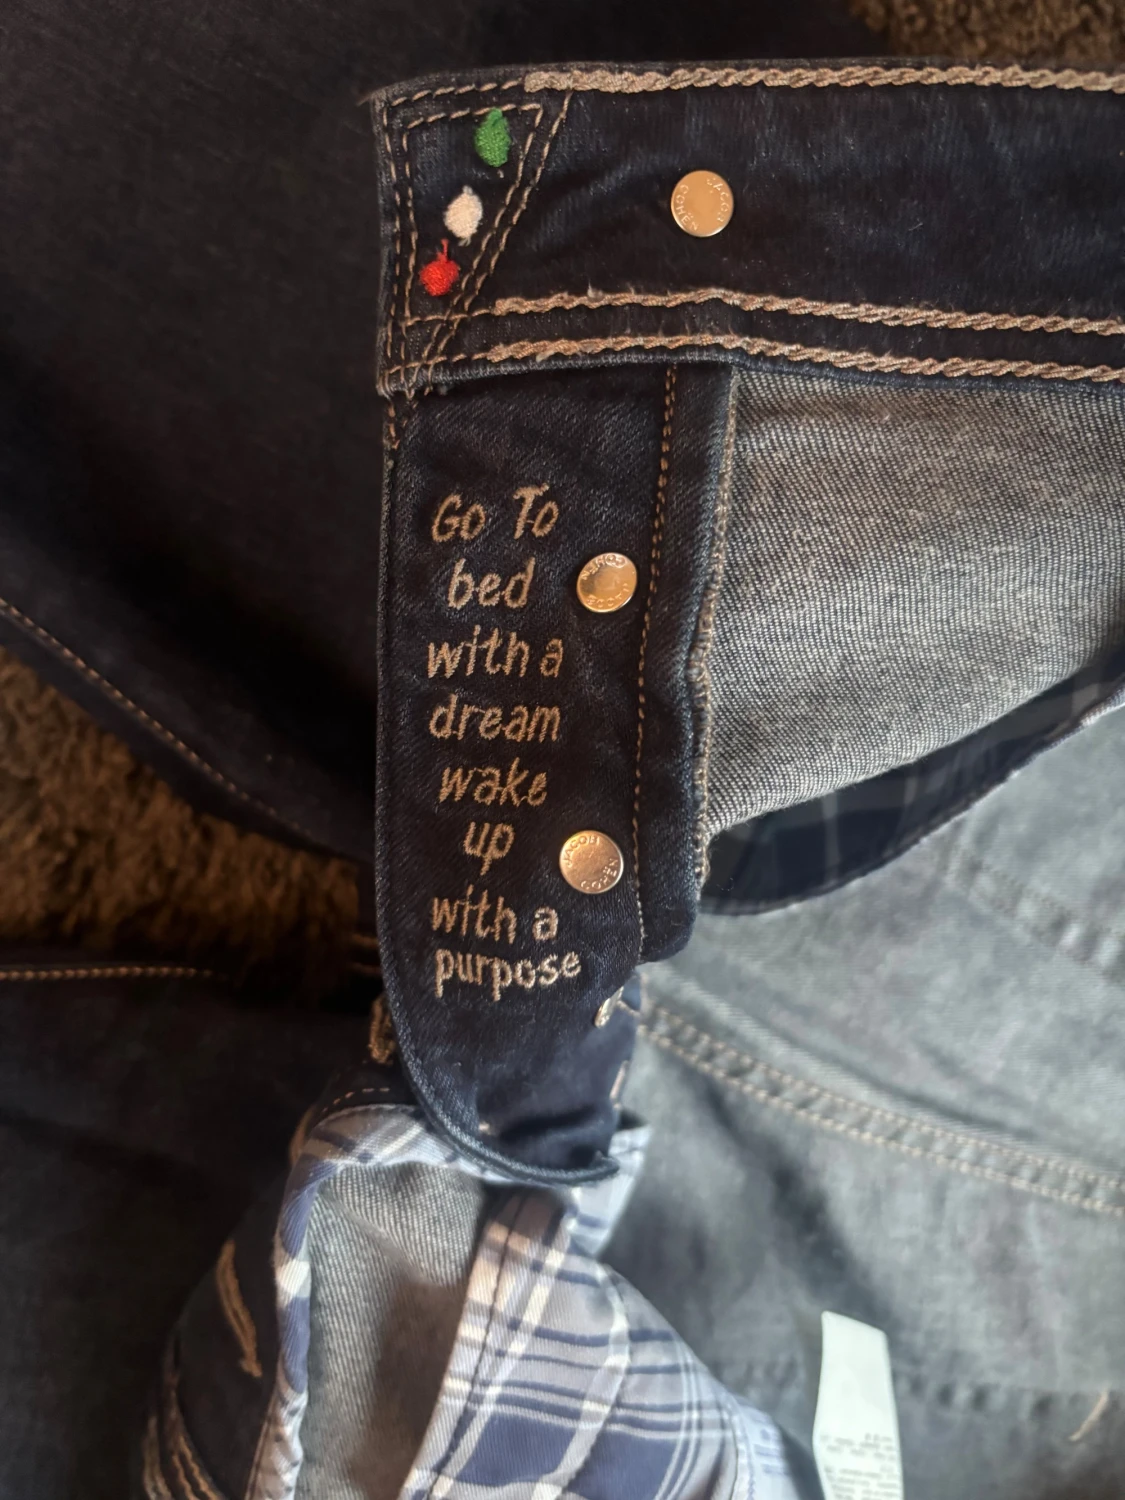 JACOB
COHEN
Go To
bed
COHEN
JACOB
with a
dream
wake
up
JACOB
COHEN
with a
purpose